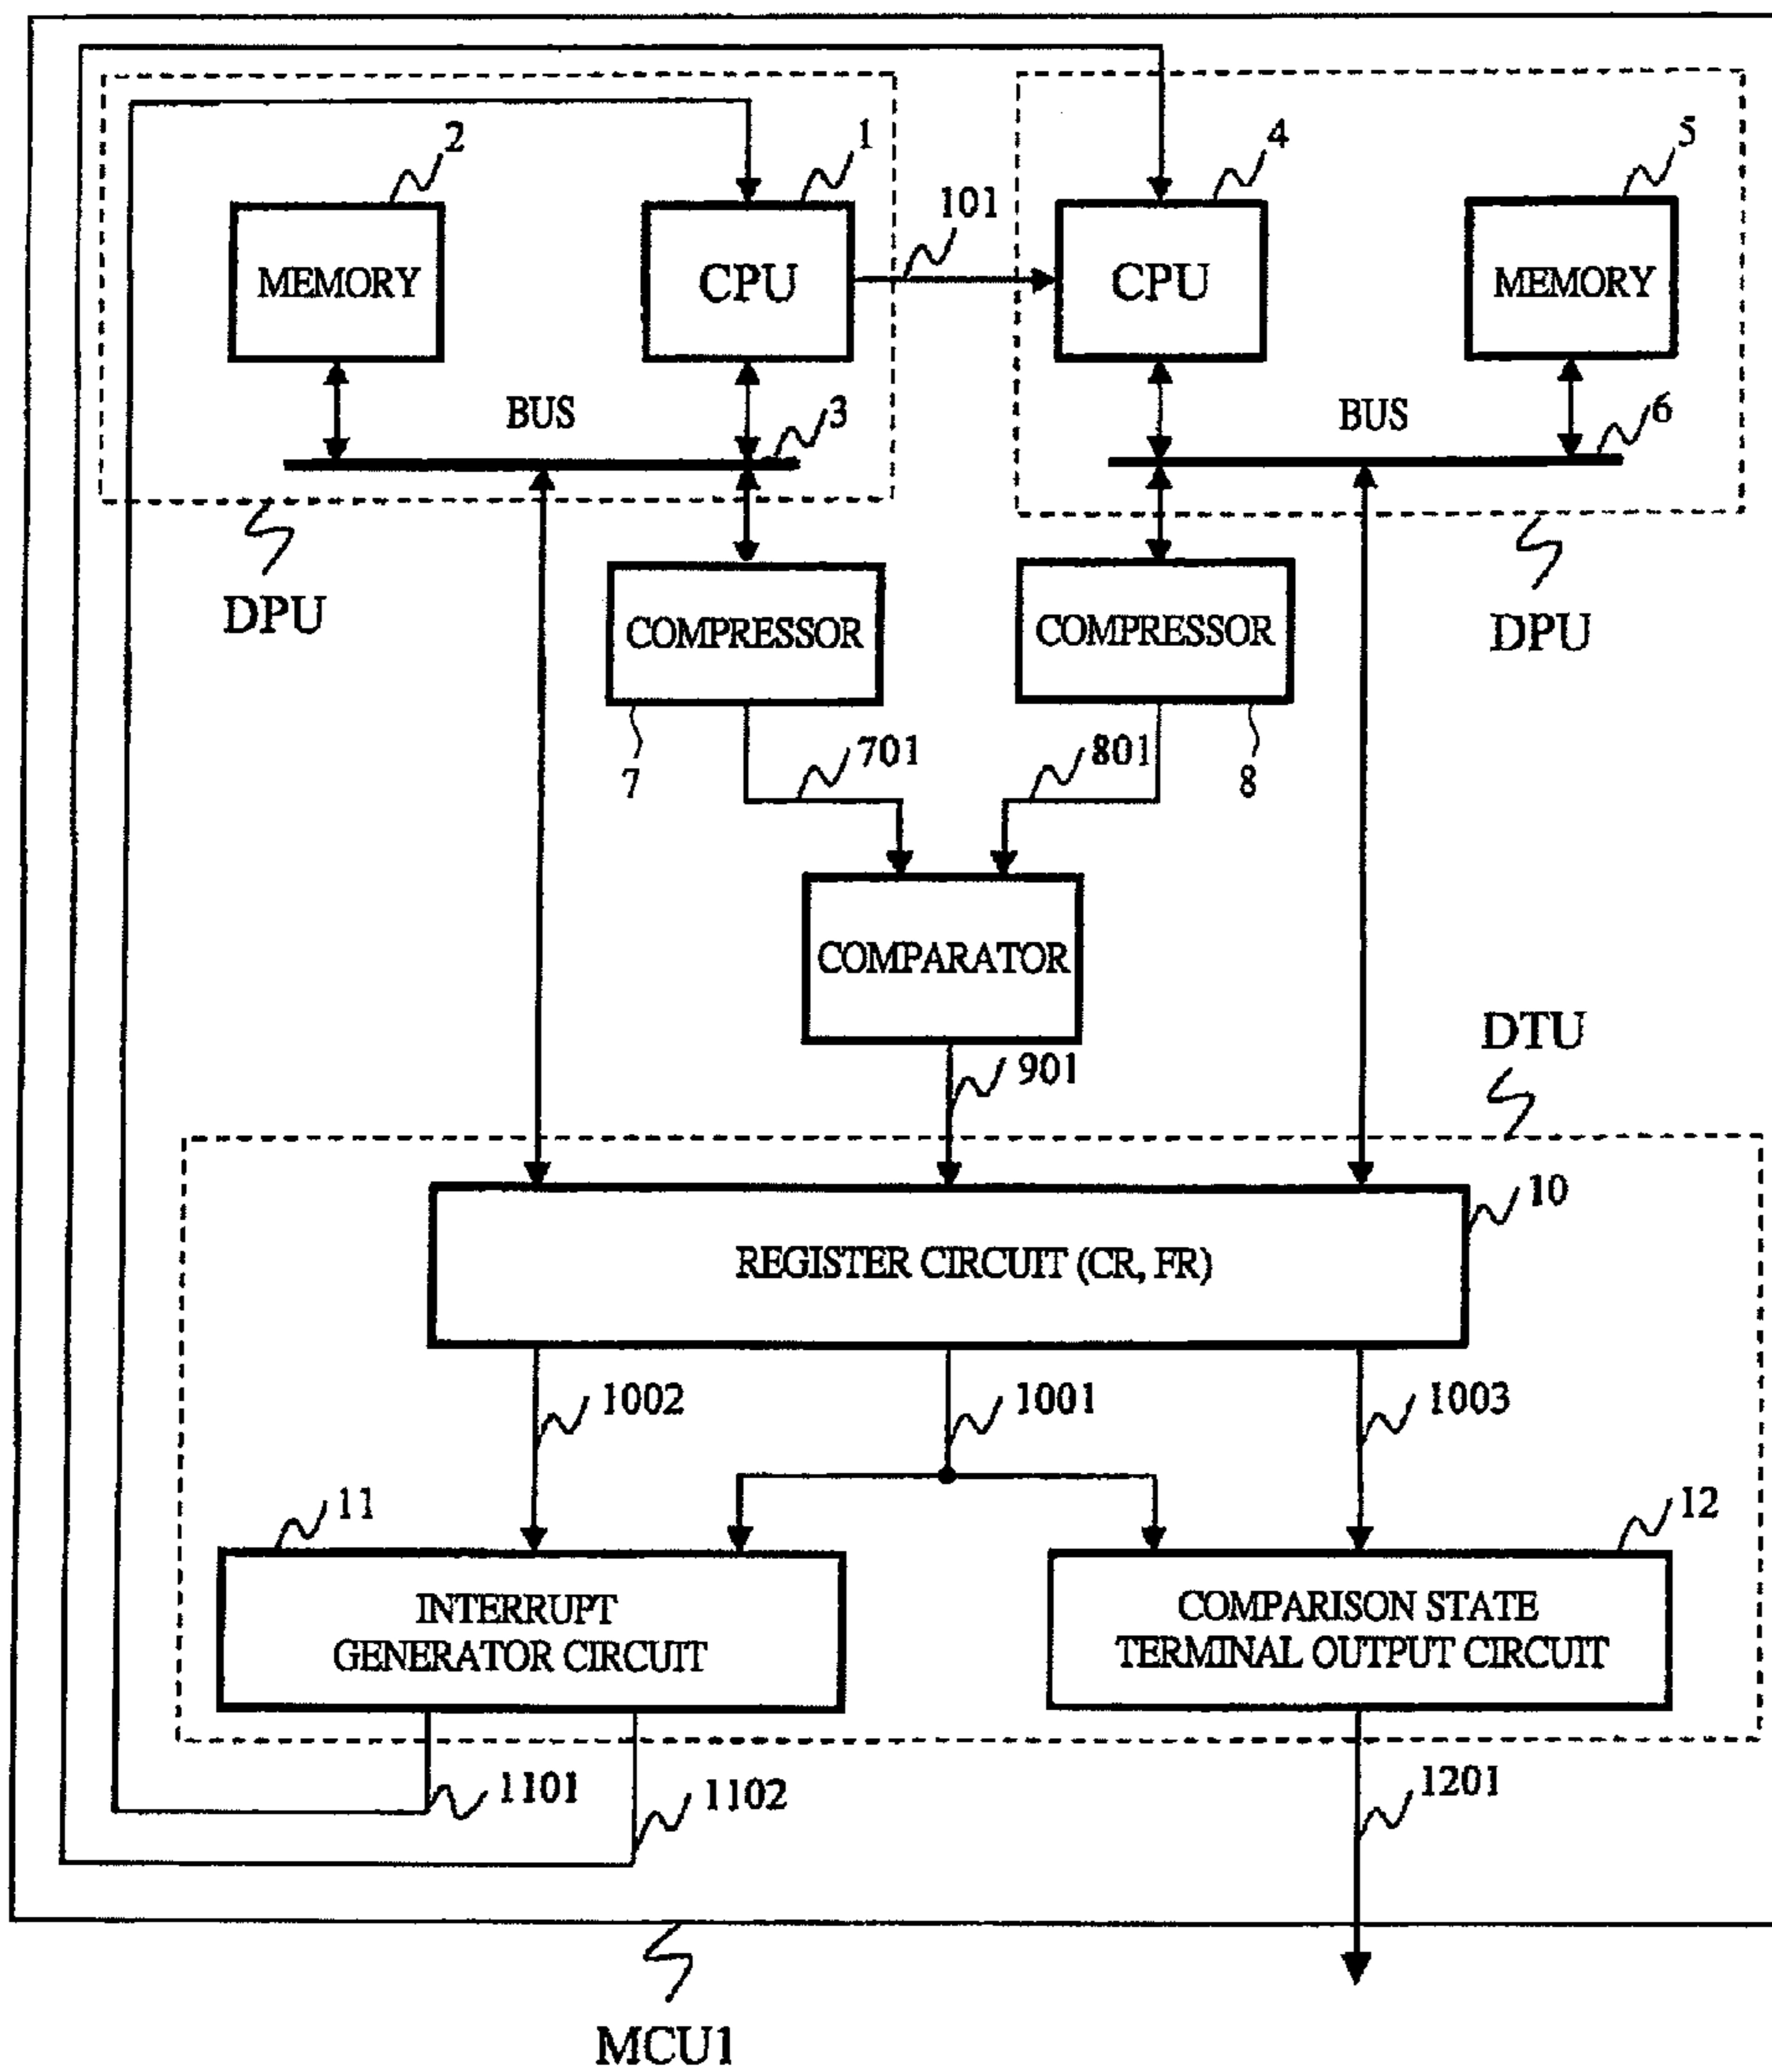 2
1
4
5
101
MEMORY
CPU
CPU
MEMORY
BUS
3
BUS
6
DPU
COMPRESSOR
COMPRESSOR
DPU
7
701
801
8
COMPARATOR
DTU
901
10
REGISTER CIRCUIT (CR, FR)
1002
1001
1003
11
12
INTERRUPT
GENERATOR CIRCUIT
COMPARISON STATE
TERMINAL OUTPUT CIRCUIT
1101
1102
1201
MCU1